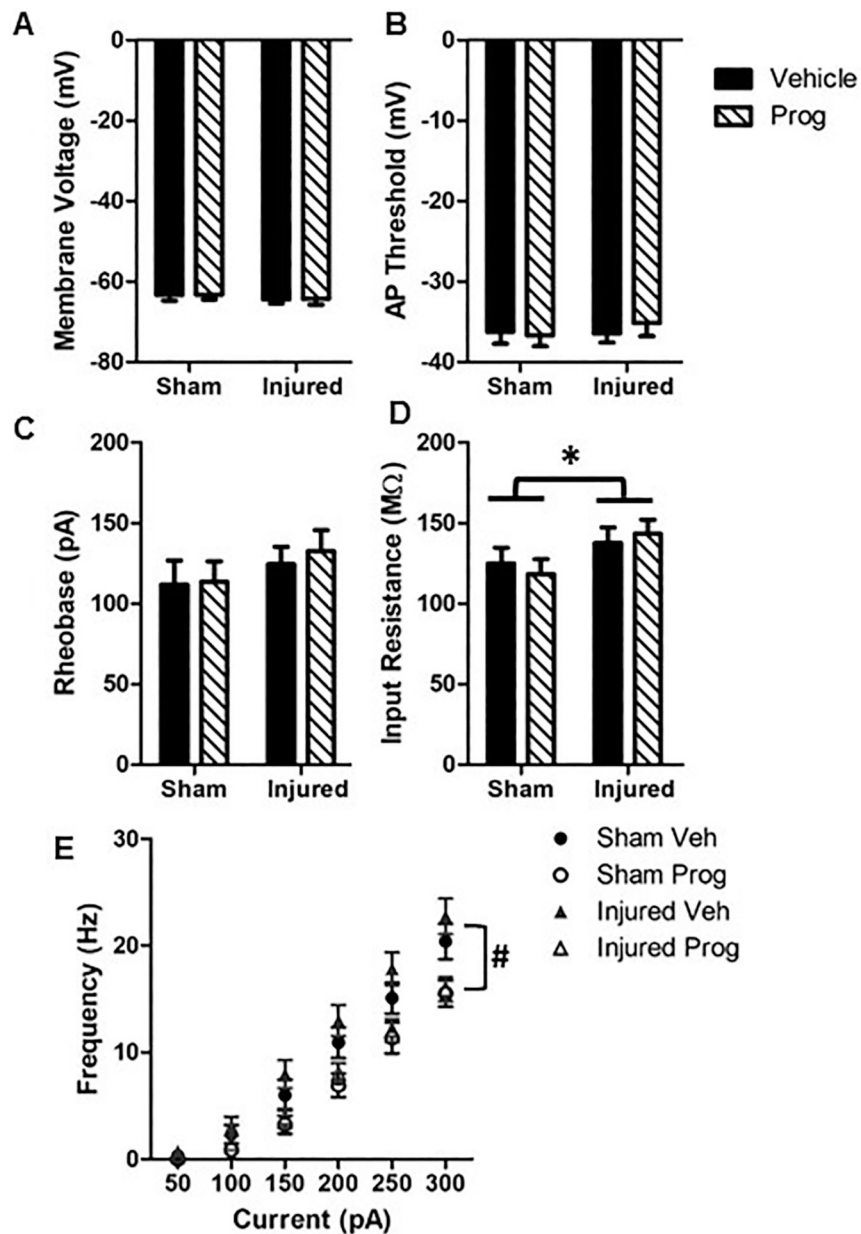 A
Membrane Voltage (mV)
0
-20
-40
-60
-80
Sham
Injured
B
AP Threshold (mV)
0
-10
-20
-30
-40
Sham
Injured
Vehicle
Prog
C
Rheobase (pA)
200
150
100
50
0
Sham
Injured
D
Input Resistance (MΩ)
200
150
100
50
0
*
Sham
Injured
E
Frequency (Hz)
30
20
10
0
50 100 150 200 250 300
Current (pA)
#
Sham Veh
Sham Prog
Injured Veh
Injured Prog